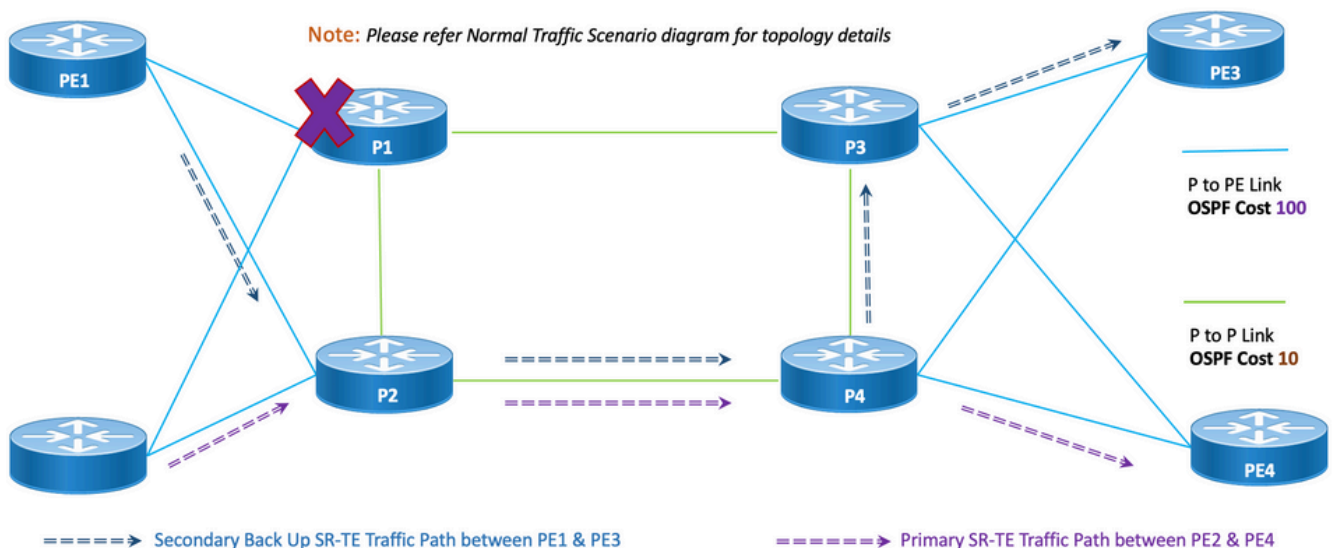 Note: Please refer Normal Traffic Scenario diagram for topology details
PE1
PE3
P1
P3
P to PE Link
OSPF Cost 100
P to P Link
OSPF Cost 10
P2
P4
PE4
Secondary Back Up SR-TE Traffic Path between PE1 & PE3
Primary SR-TE Traffic Path between PE2 & PE4